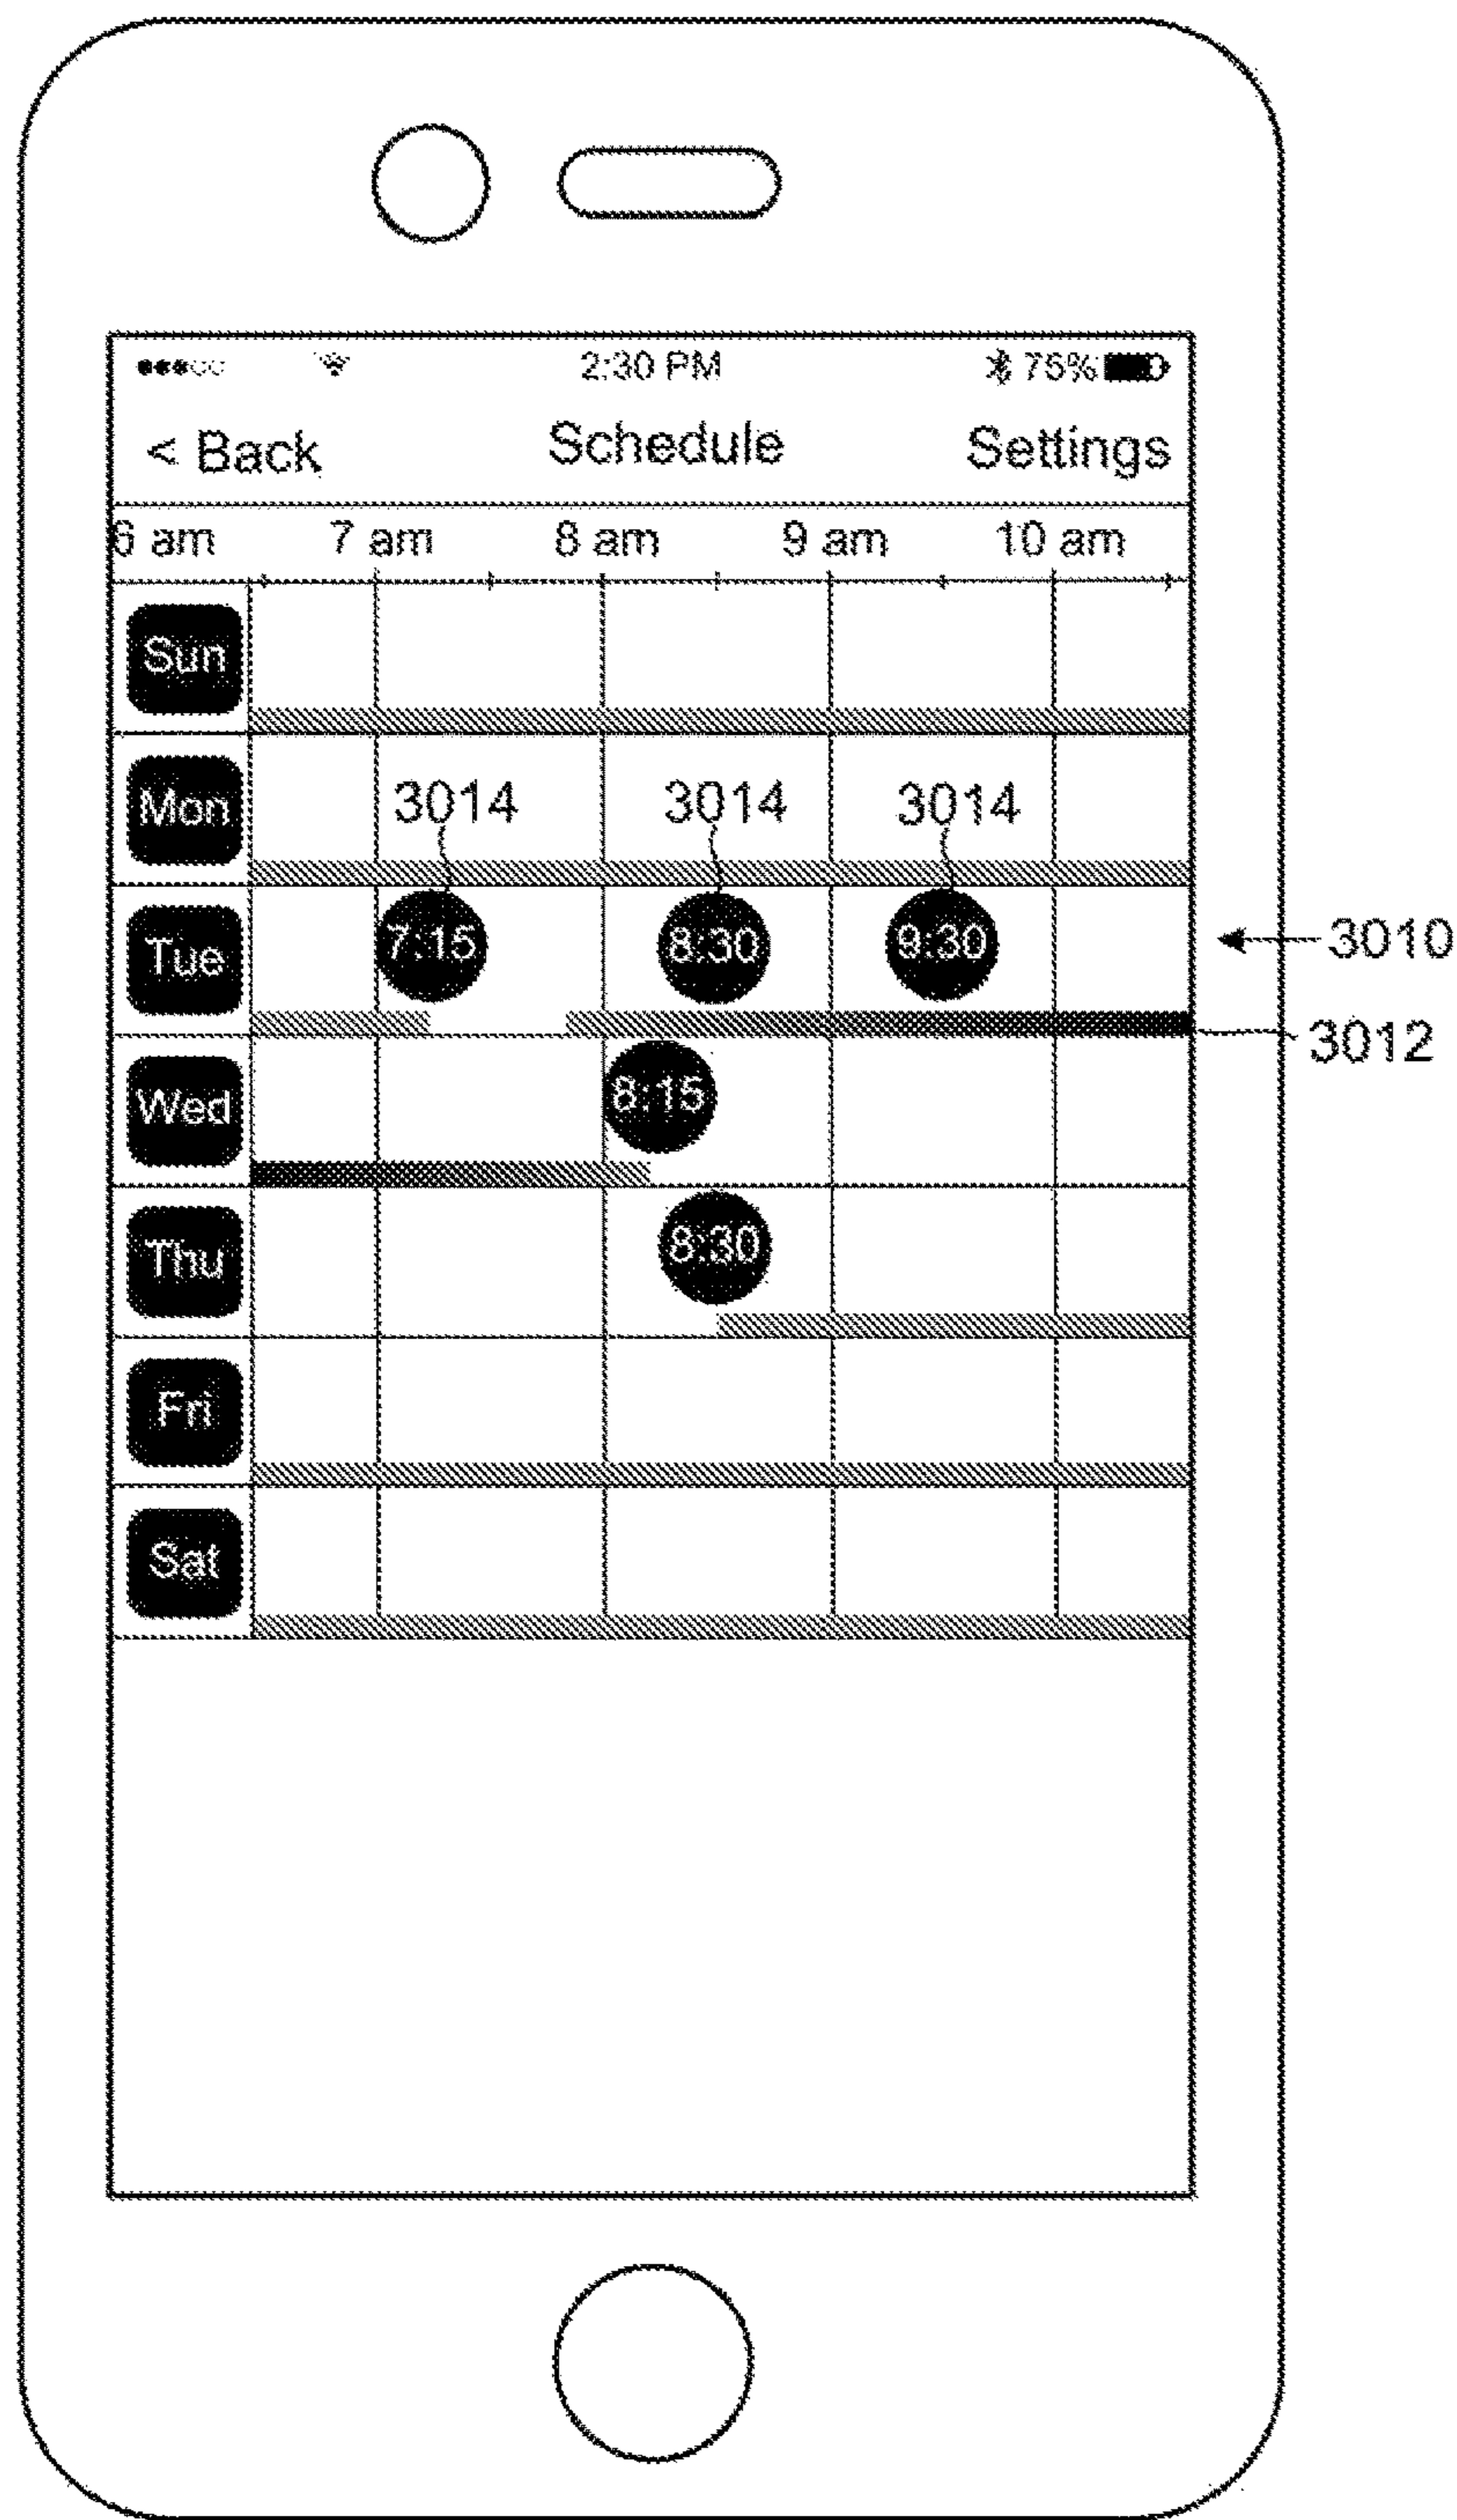 2:30 PM 75%
< Back Schedule Settings
6 am 7 am 8 am 9 am 10 am
Sun
Mon 3014 3014 3014
Tue 7:15 8:30 9:30 3010
3012
Wed 8:15
Thu 8:30
Fri
Sat